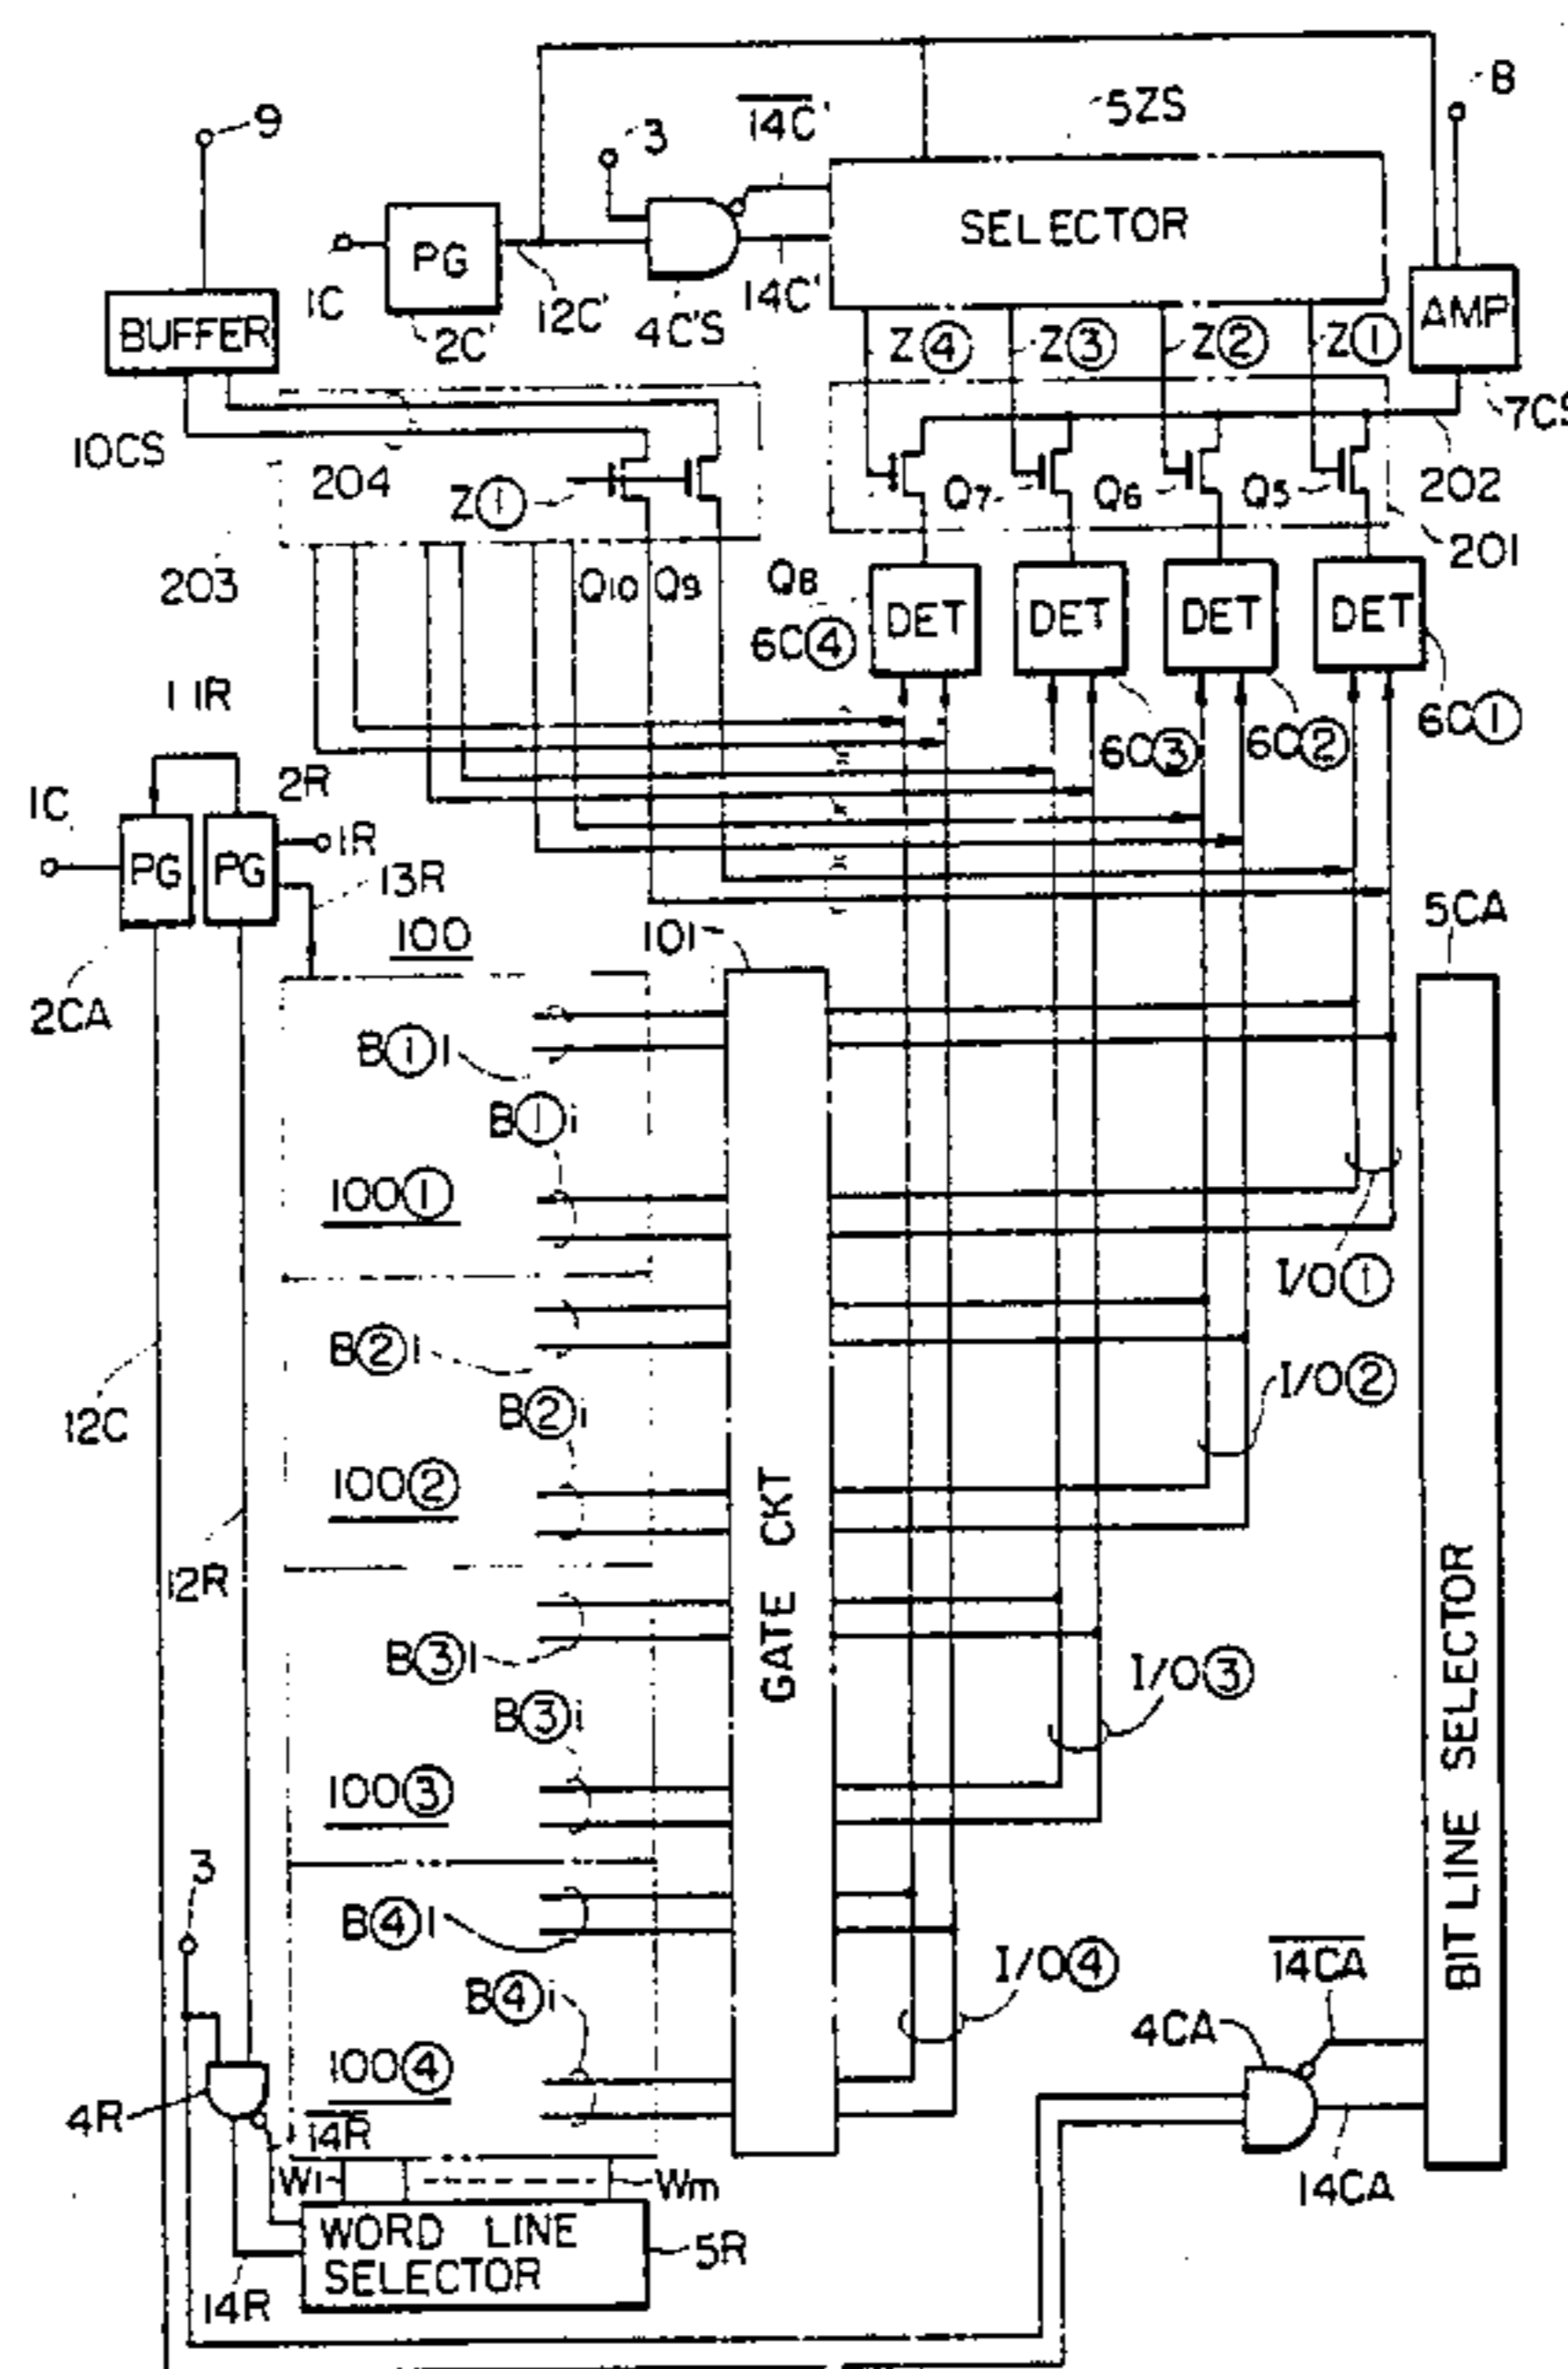 9
3
14C'
5ZS
8
SELECTOR
PG
1C
2C'
12C'
4C'S
14C'
BUFFER
AMP
7CS
Z④
Z③
Z②
Z①
10CS
204
Z①
Q7
Q6
Q5
202
201
203
Q10
Q9
Q8
DET
DET
DET
DET
6C④
6C③
6C②
6C①
11R
2R
1C
PG
PG
1R
13R
100
101
5CA
2CA
B①1
B①i
100①
I/O①
B②1
B②i
I/O②
12C
100②
12R
GATE CKT
B③1
I/O③
B③i
100③
BIT LINE SELECTOR
3
B④1
I/O④
14CA
B④i
4CA
100④
4R
14R
W1
Wm
14CA
WORD LINE
SELECTOR
5R
14R